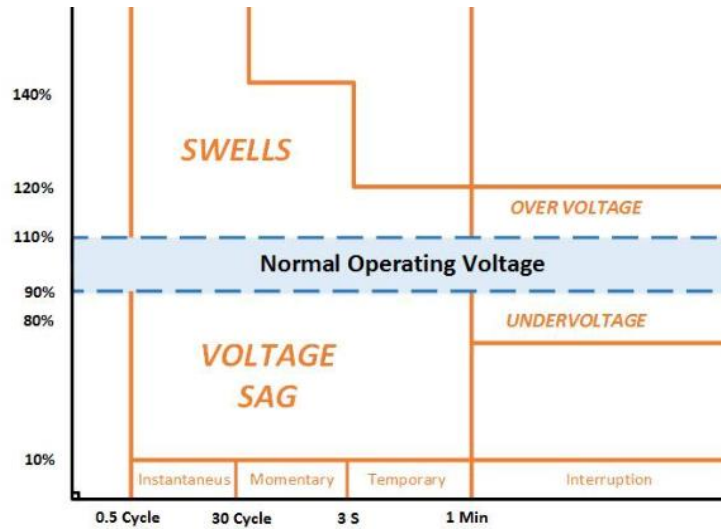 140%
SWELLS
120%
OVER VOLTAGE
110%
Normal Operating Voltage
90%
80%
UNDERVOLTAGE
VOLTAGE
SAG
10%
Instantaneus Momentary Temporary Interruption
0.5 Cycle 30 Cycle 3 S 1 Min